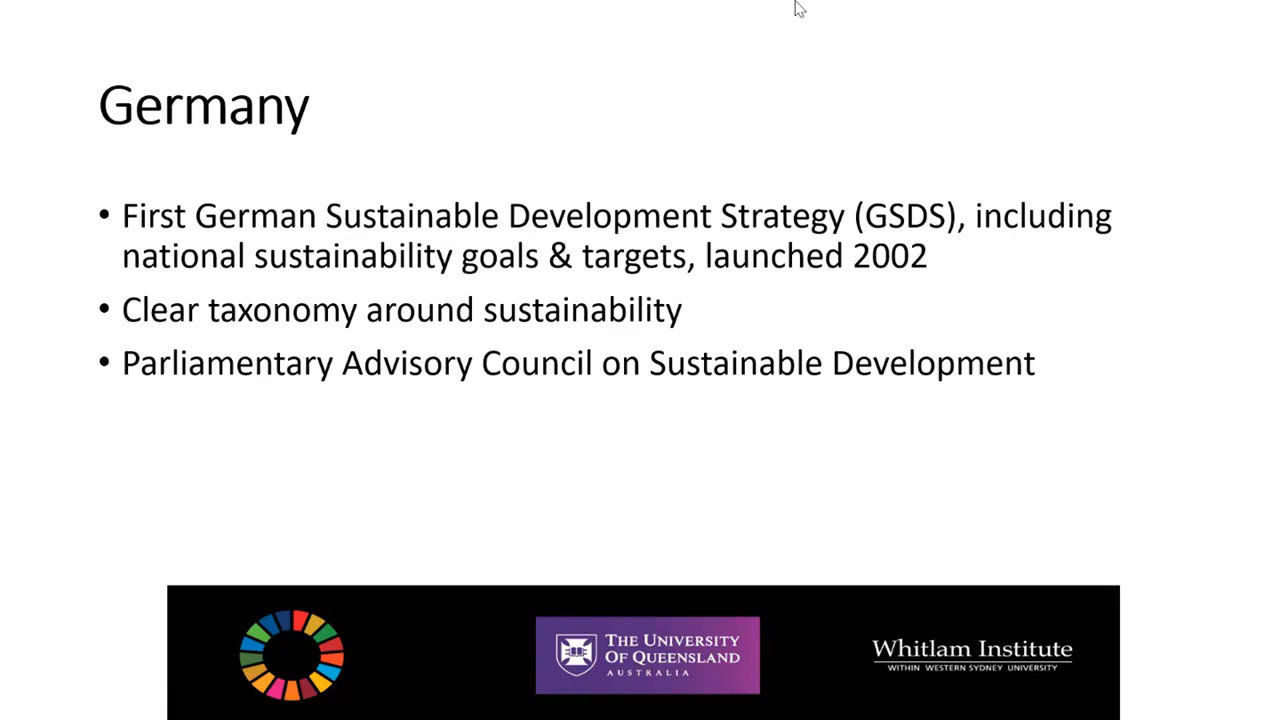 Germany
• First German Sustainable Development Strategy (GSDS), including
national sustainability goals & targets, launched 2002
• Clear taxonomy around sustainability
• Parliamentary Advisory Council on Sustainable Development
THE UNIVERSITY
OF QUEENSLAND
AUSTRALIA
Whitlam Institute
WITHIN WESTERN SYDNEY UNIVERSITY